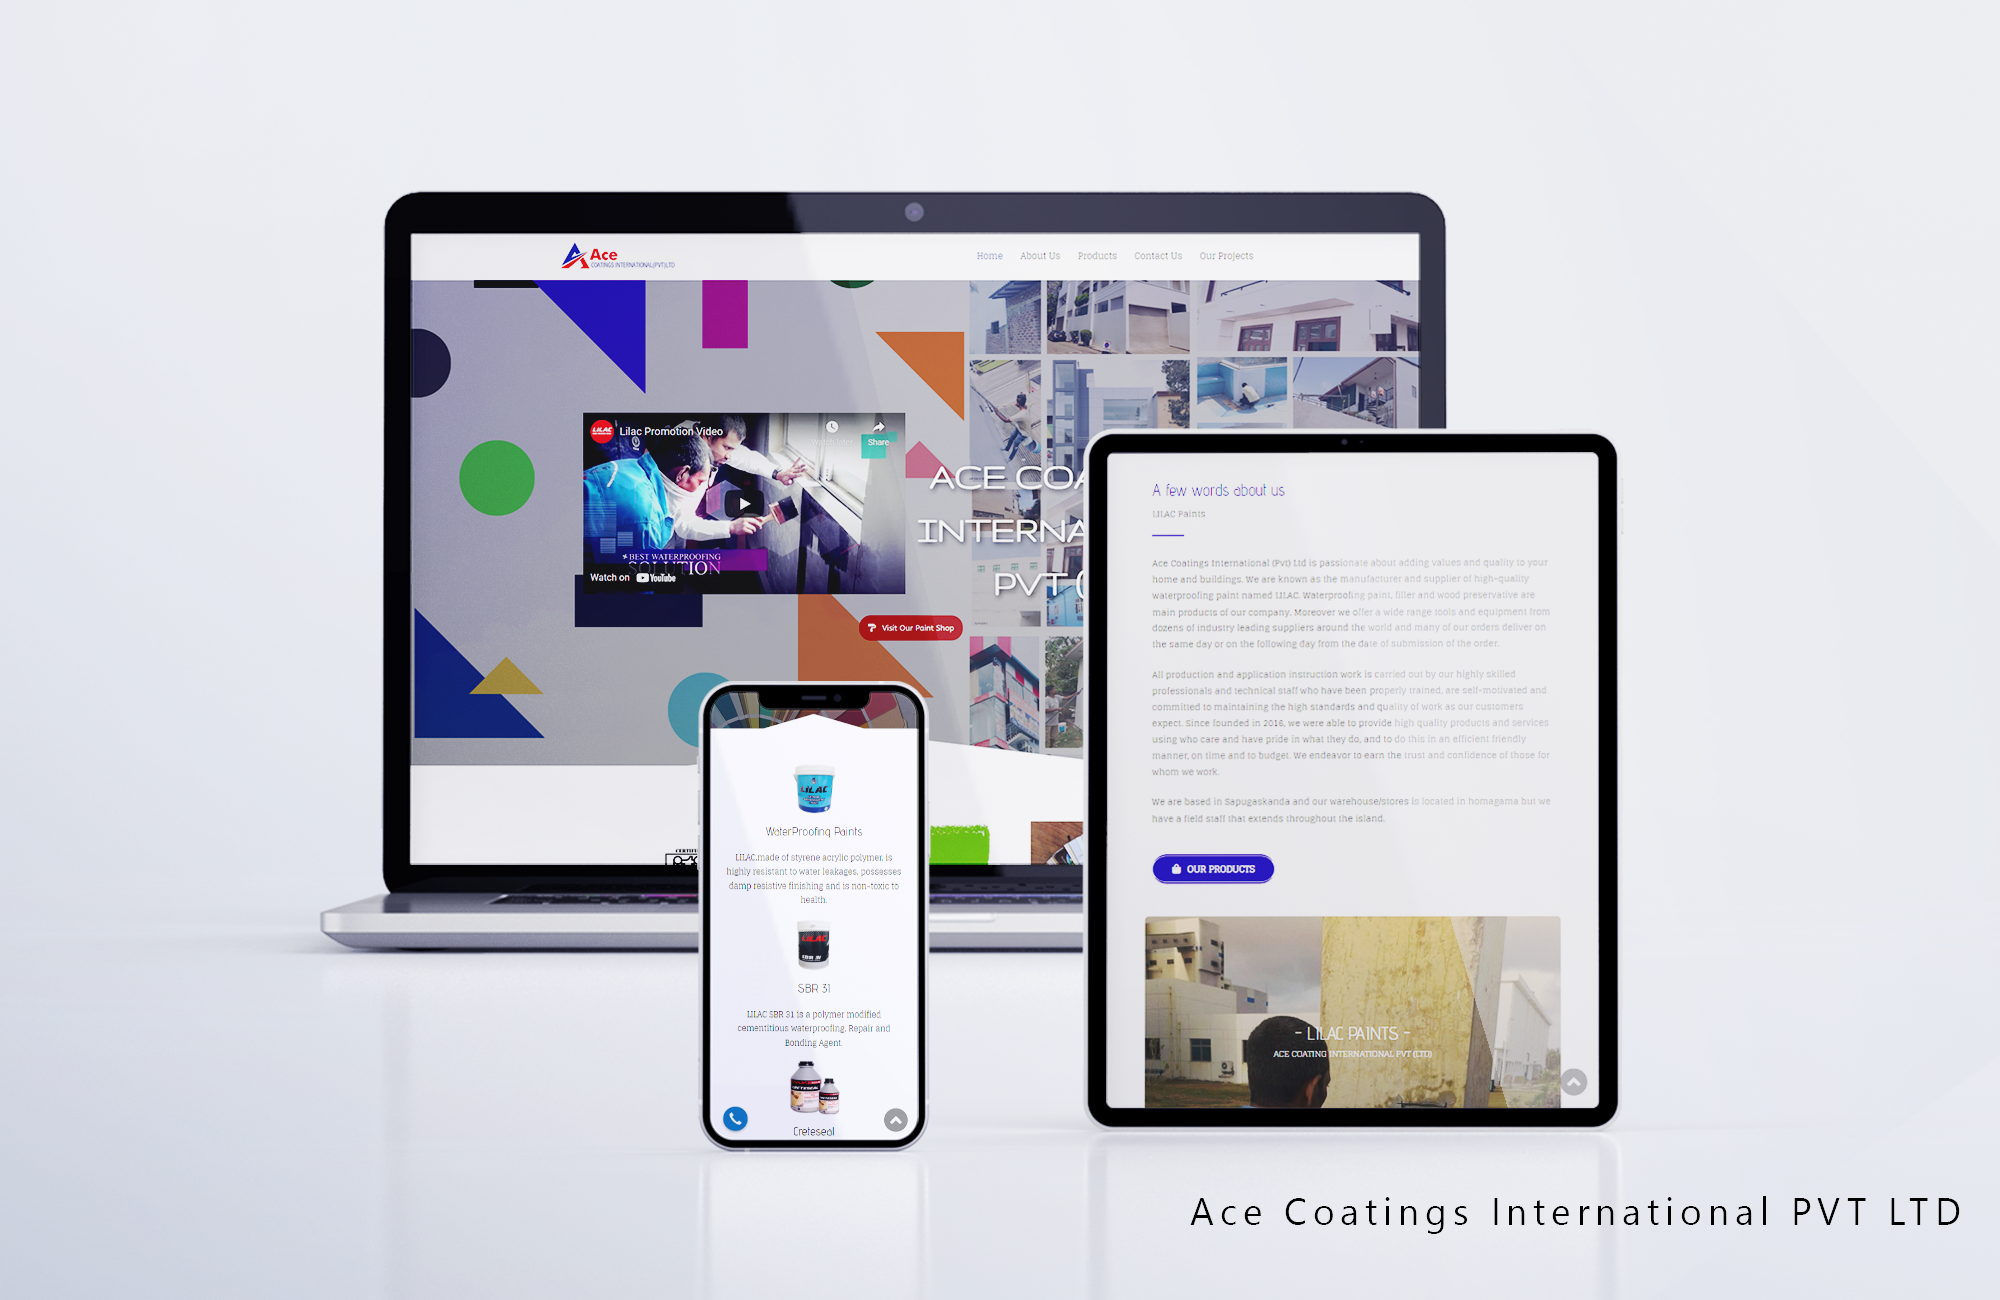 Ace
COATINGS INTERNATIONAL(PVT)LTD
Home About Us Products Contact Us Our Projects
LILAC
Lilac Promotion Video
Watch later
Share
BEST WATERPROOFING
SOLUTION
Watch on YouTube
ACE COA
INTERNA
PVT (
Visit Our Paint Shop
LILAC
WaterProofing Paints
LILAC,made of styrene acrylic polymer, is
highly resistant to water leakages, possesses
damp resistive finishing and is non-toxic to
health.
LILAC
SBR 31
LILAC SBR 31 is a polymer modified
cementitious waterproofing, Repair and
Bonding Agent.
Creteseal
A few words about us
LILAC Paints
Ace Coatings International (Pvt) Ltd is passionate about adding values and quality to your
home and buildings. We are known as the manufacturer and supplier of high-quality
waterproofing paint named LILAC. Waterproofing paint, filler and wood preservative are
main products of our company. Moreover we offer a wide range tools and equipment from
dozens of industry leading suppliers around the world and many of our orders deliver on
the same day or on the following day from the date of submission of the order.
All production and application instruction work is carried out by our highly skilled
professionals and technical staff who have been properly trained, are self-motivated and
committed to maintaining the high standards and quality of work as our customers
expect. Since founded in 2016, we were able to provide high quality products and services
using who care and have pride in what they do, and to do this in an efficient friendly
manner, on time and to budget. We endeavor to earn the trust and confidence of those for
whom we work.
We are based in Sapugaskanda and our warehouse/stores is located in homagama but we
have a field staff that extends throughout the island.
OUR PRODUCTS
- LILAC PAINTS -
ACE COATING INTERNATIONAL PVT (LTD)
Ace Coatings International PVT LTD